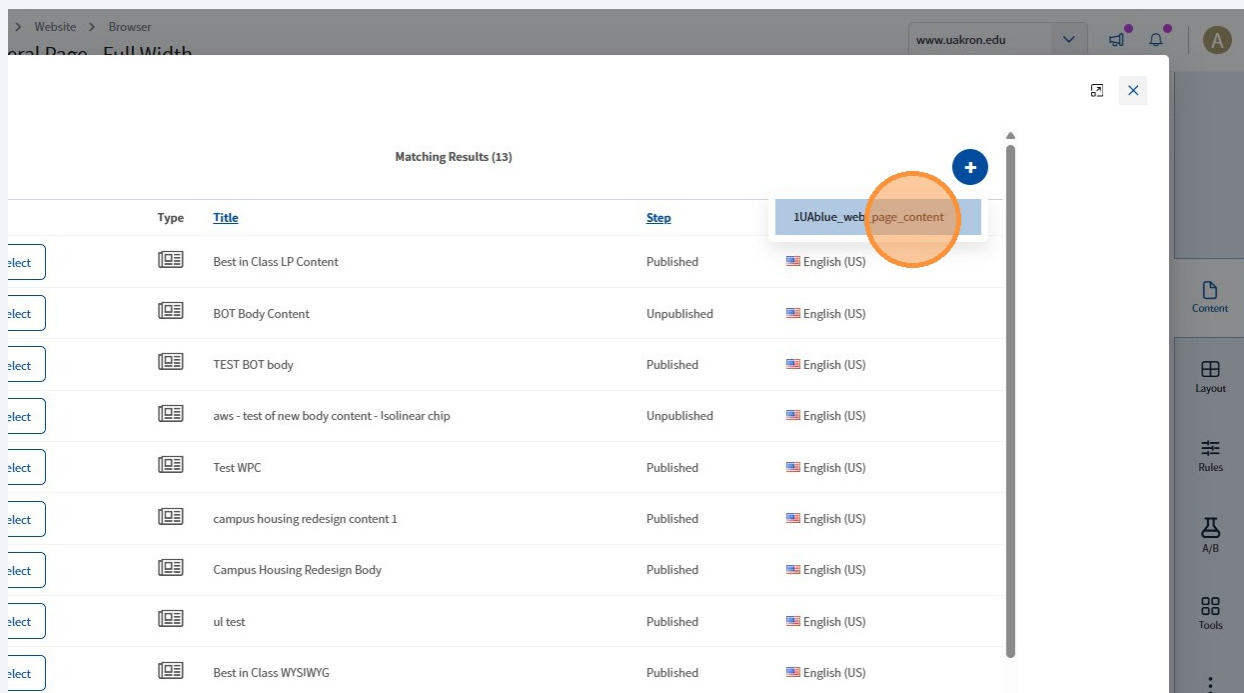 > Website > Browser
eral Page - Full Width
www.uakron.edu
A
Matching Results (13)
+
Type Title Step
1UAblue_web_page_content
elect Best in Class LP Content Published English (US)
elect BOT Body Content Unpublished English (US)
elect TEST BOT body Published English (US)
elect aws - test of new body content - Isolinear chip Unpublished English (US)
elect Test WPC Published English (US)
elect campus housing redesign content 1 Published English (US)
elect Campus Housing Redesign Body Published English (US)
elect ul test Published English (US)
elect Best in Class WYSIWYG Published English (US)
Content
Layout
Rules
A/B
Tools